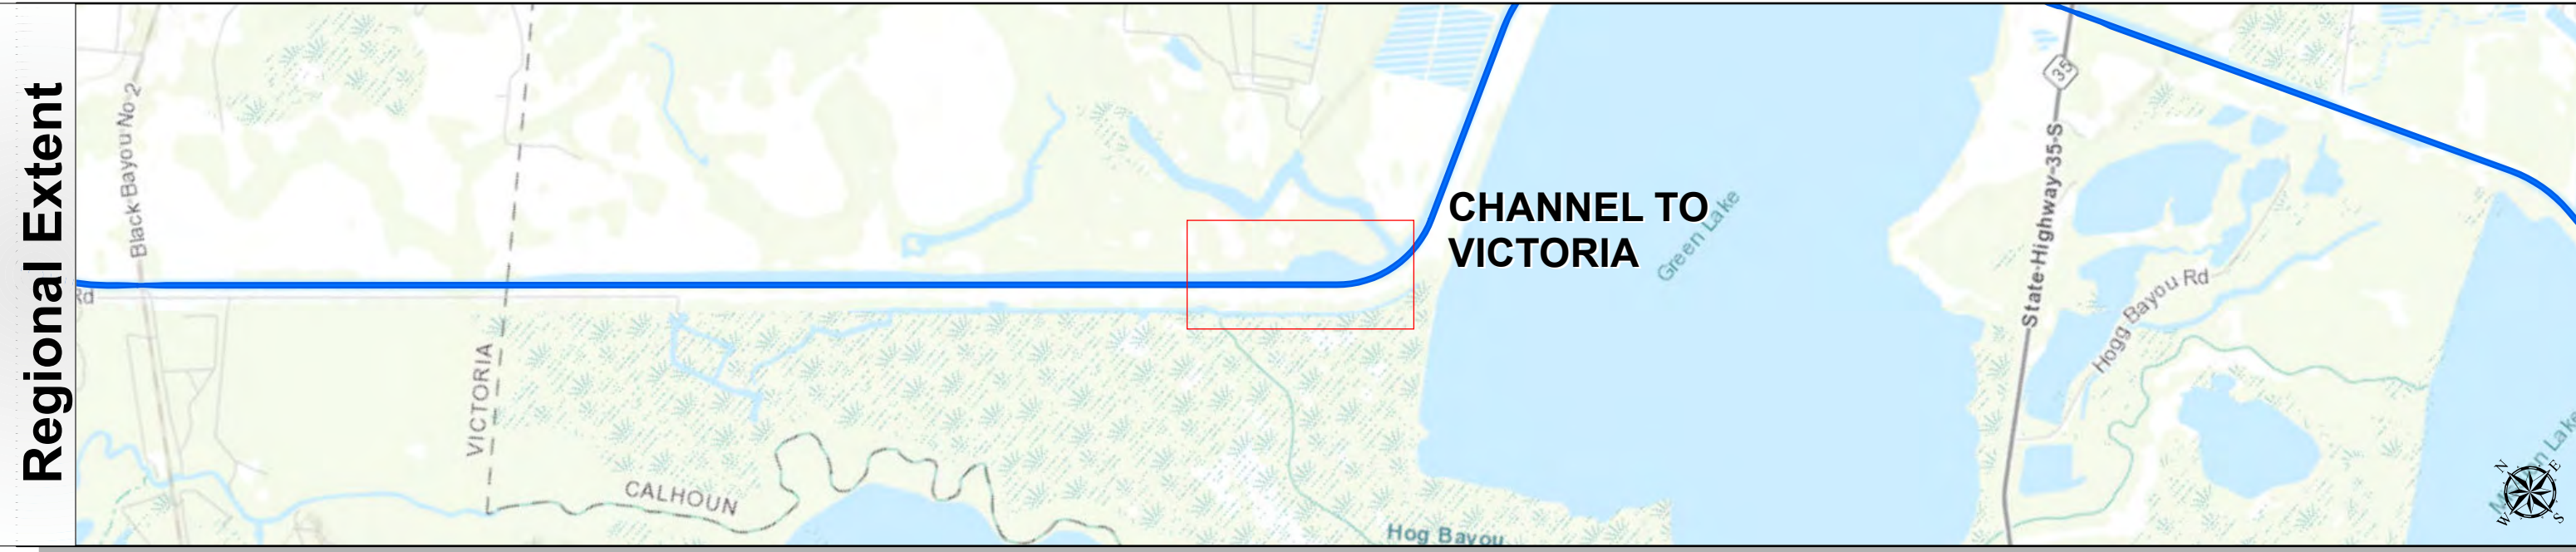 Regional Extent
Black Bayou No 2
Rd
VICTORIA
CALHOUN
CHANNEL TO
VICTORIA
Green Lake
Hog Bayou
35
State Highway 35 S
Hogg Bayou Rd
Lake
N
E
W
S